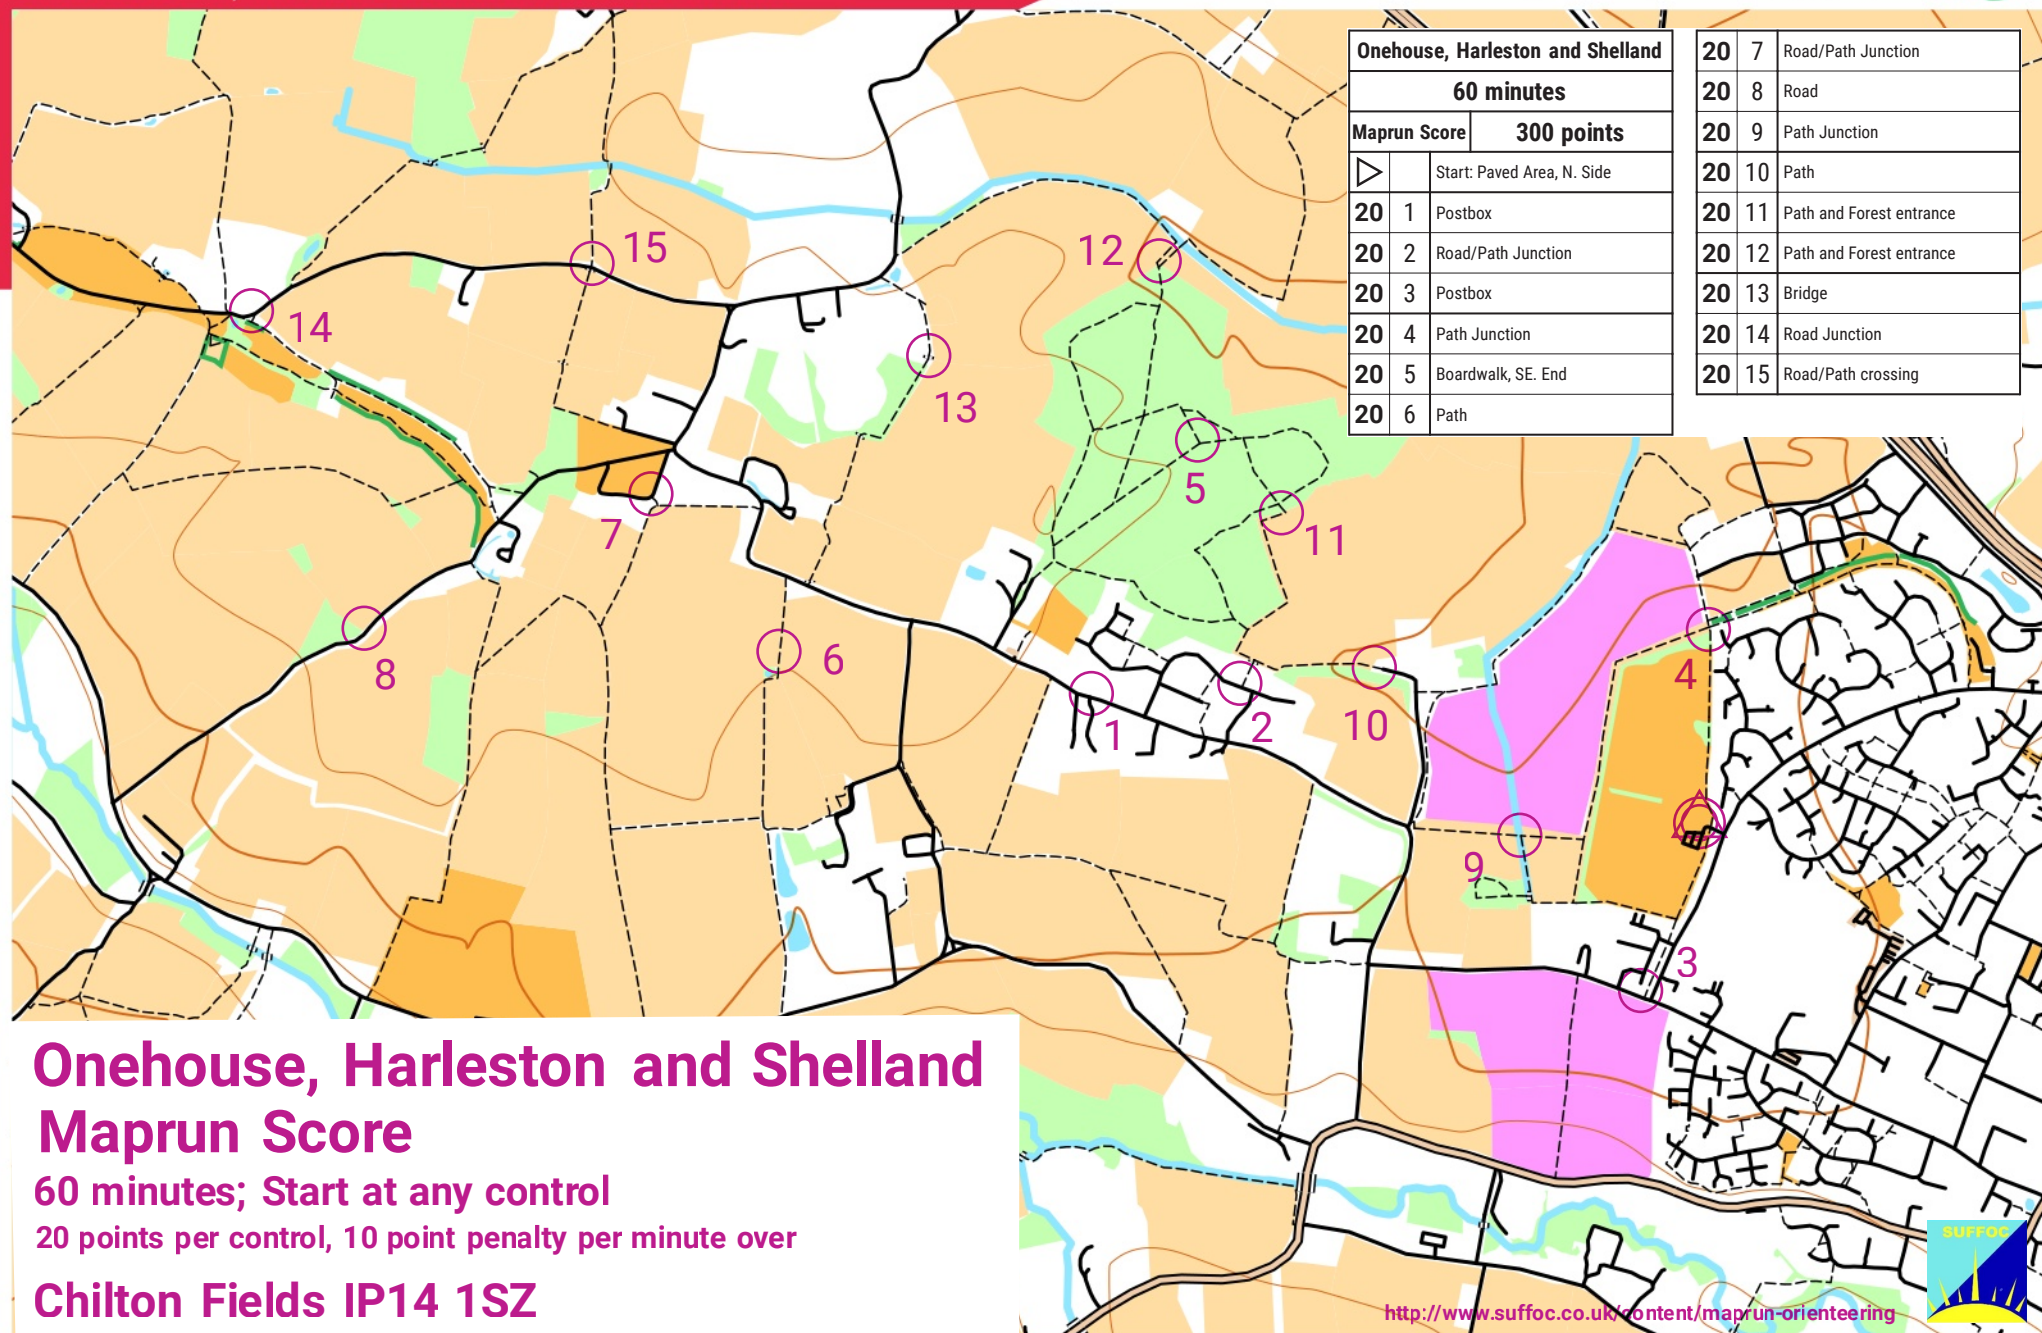 Onehouse, Harleston and Shelland
60 minutes
Maprun Score 300 points
Start: Paved Area, N. Side
20 1 Postbox
20 2 Road/Path Junction
20 3 Postbox
20 4 Path Junction
20 5 Boardwalk, SE. End
20 6 Path
20 7 Road/Path Junction
20 8 Road
20 9 Path Junction
20 10 Path
20 11 Path and Forest entrance
20 12 Path and Forest entrance
20 13 Bridge
20 14 Road Junction
20 15 Road/Path crossing
15
12
14
13
5
7
11
8
6
4
1
2
10
9
3
Onehouse, Harleston and Shelland
Maprun Score
60 minutes; Start at any control
20 points per control, 10 point penalty per minute over
Chilton Fields IP14 1SZ
SUFFOC
http://www.suffoc.co.uk/content/maprun-orienteering